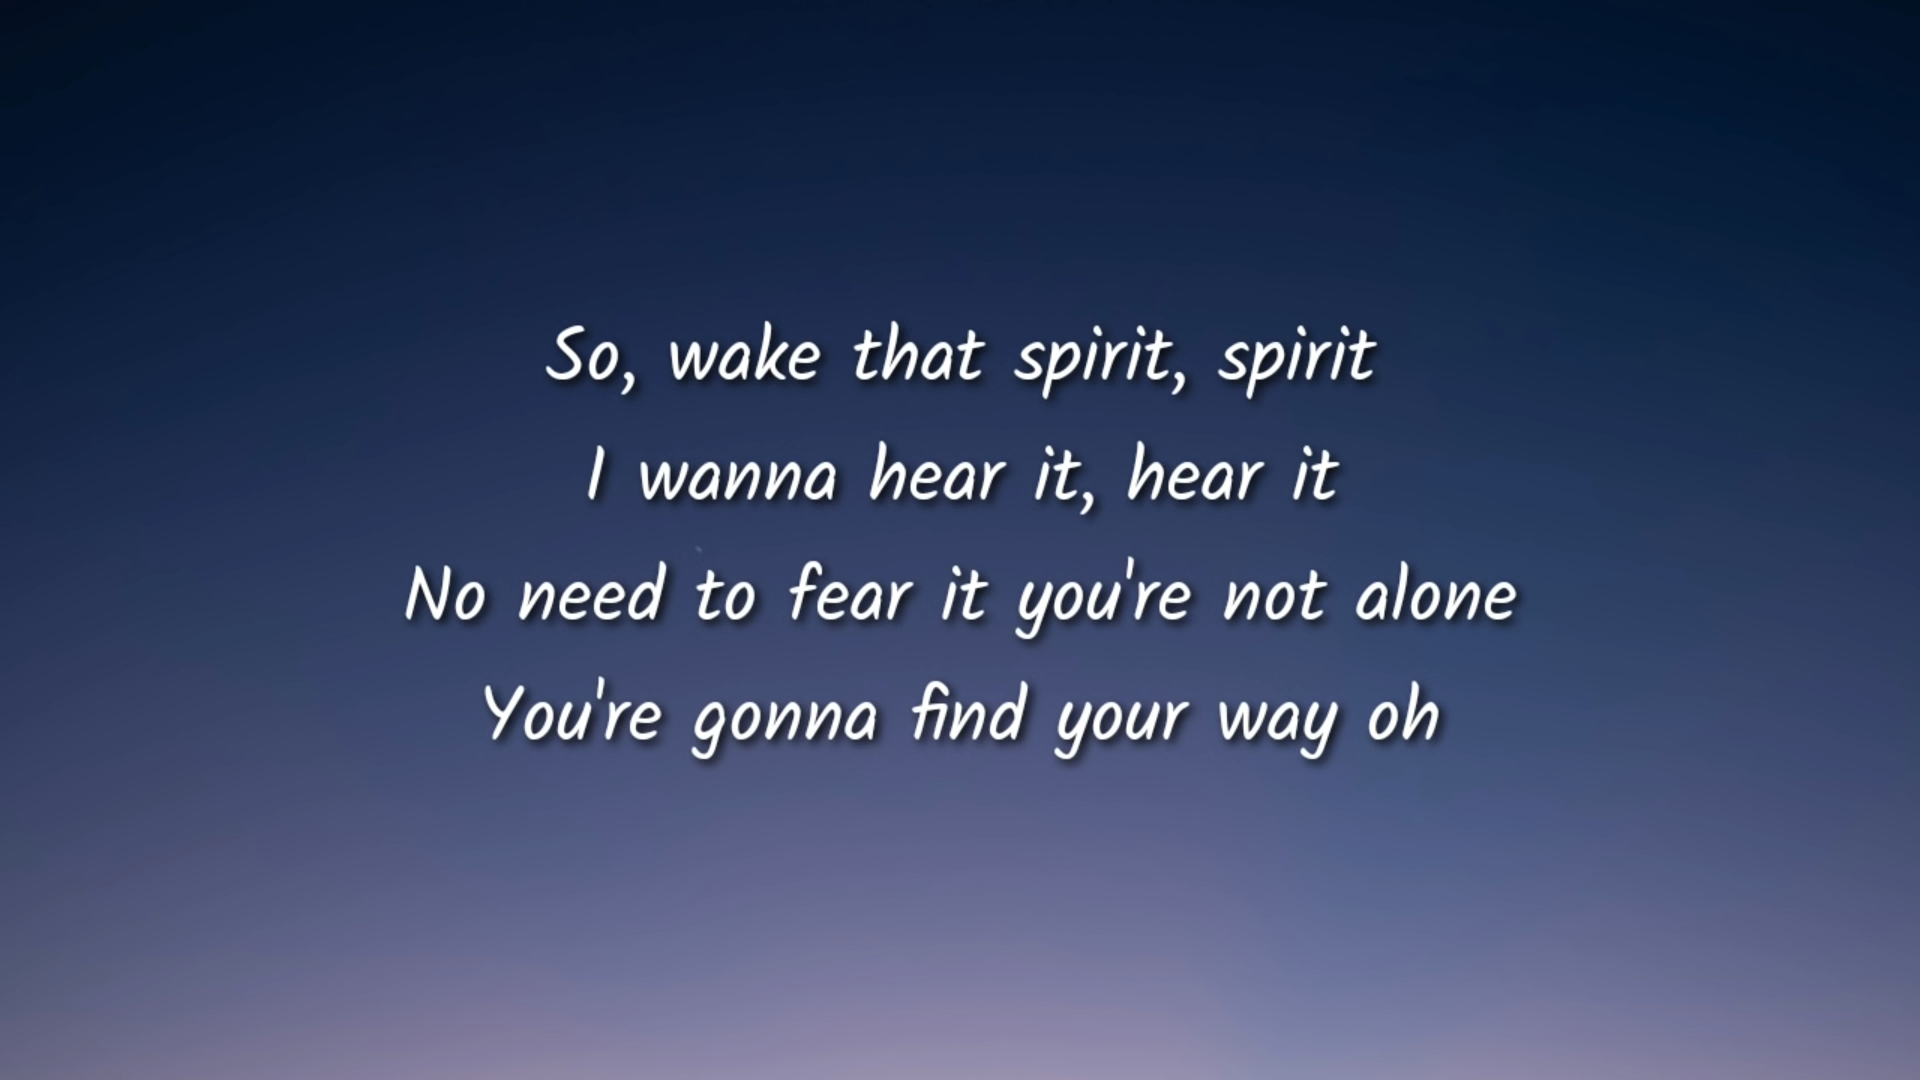 So, wake that spirit, spirit
I wanna hear it, hear it
No need to fear it you're not alone
You're gonna find your way oh